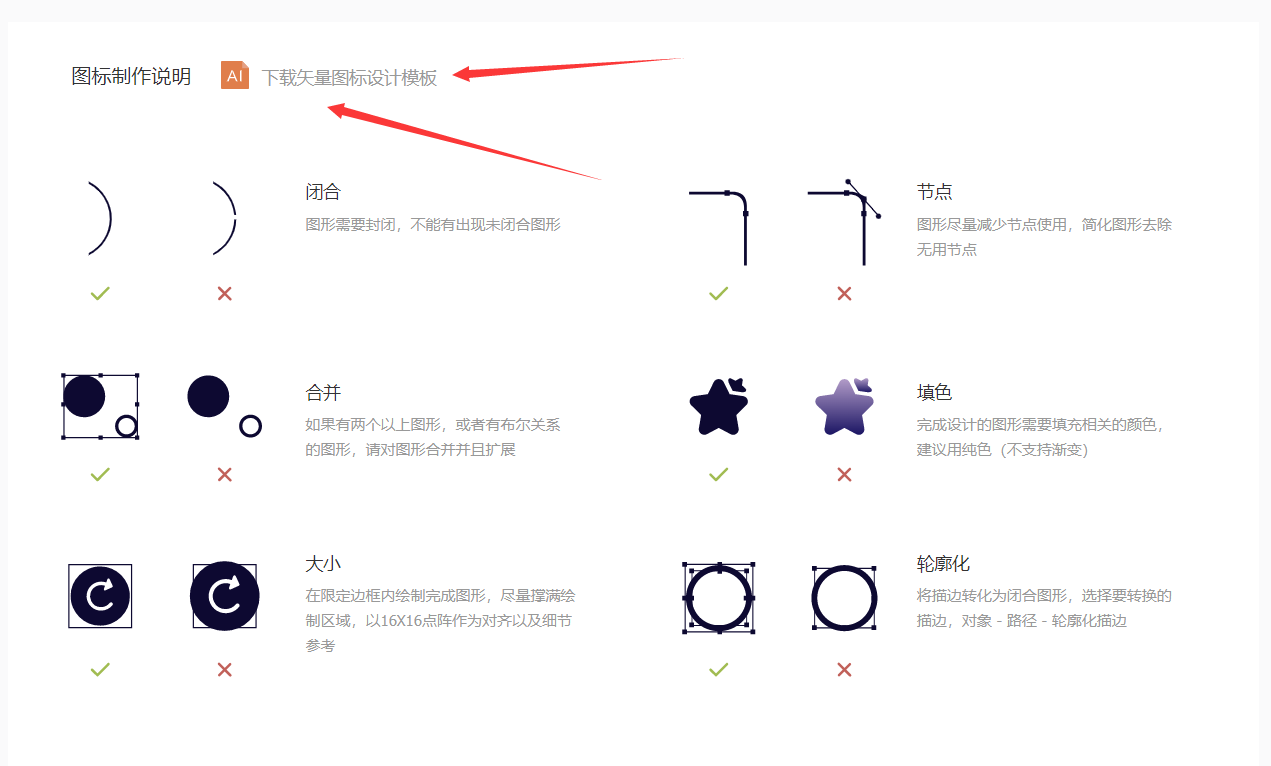 图标制作说明
AI 下载矢量图标设计模板
闭合
图形需要封闭，不能有出现未闭合图形
节点
图形尽量减少节点使用，简化图形去除
无用节点
合并
如果有两个以上图形，或者有布尔关系
的图形，请对图形合并并且扩展
填色
完成设计的图形需要填充相关的颜色，
建议用纯色（不支持渐变）
大小
在限定边框内绘制完成图形，尽量撑满绘
制区域，以16X16点阵作为对齐以及细节
参考
轮廓化
将描边转化为闭合图形，选择要转换的
描边，对象 - 路径 - 轮廓化描边